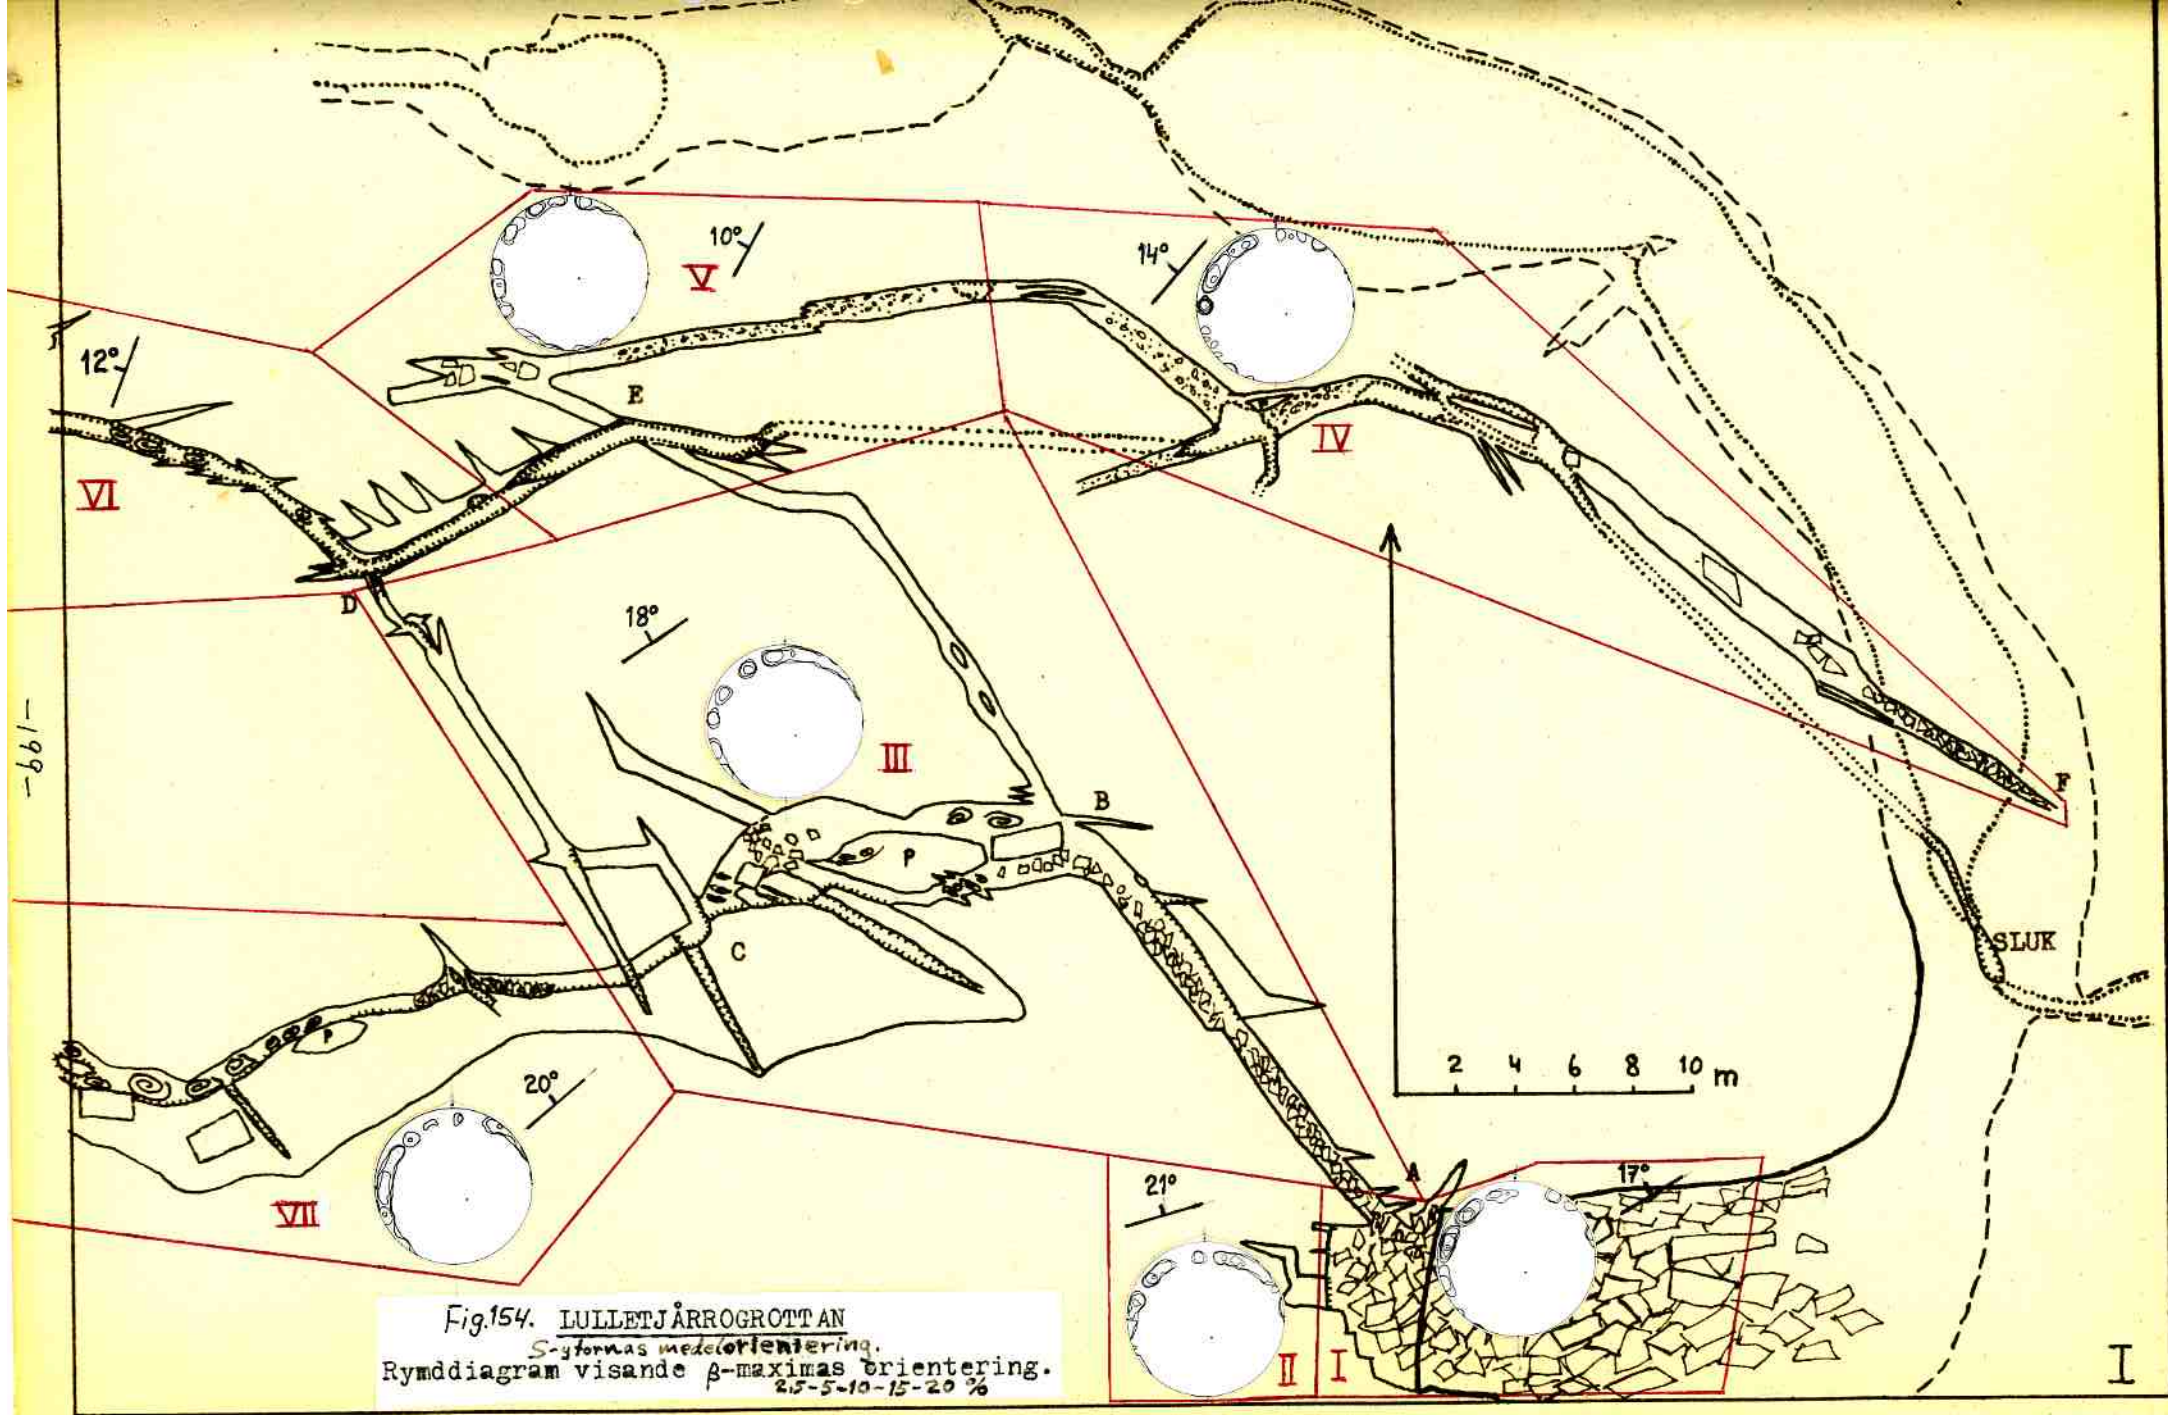 10°
V
14°
12°
E
IV
VI
D
18°
III
-199-
F
B
P
C
SLUK
2 4 6 8 10 m
P
20°
A
17°
21°
VII
Fig.154. LULLETJÅRROGROTTAN
S-ytornas medelorientering.
Rymddiagram visande β-maximas orientering.
2,5-5-10-15-20 %
II
I
I